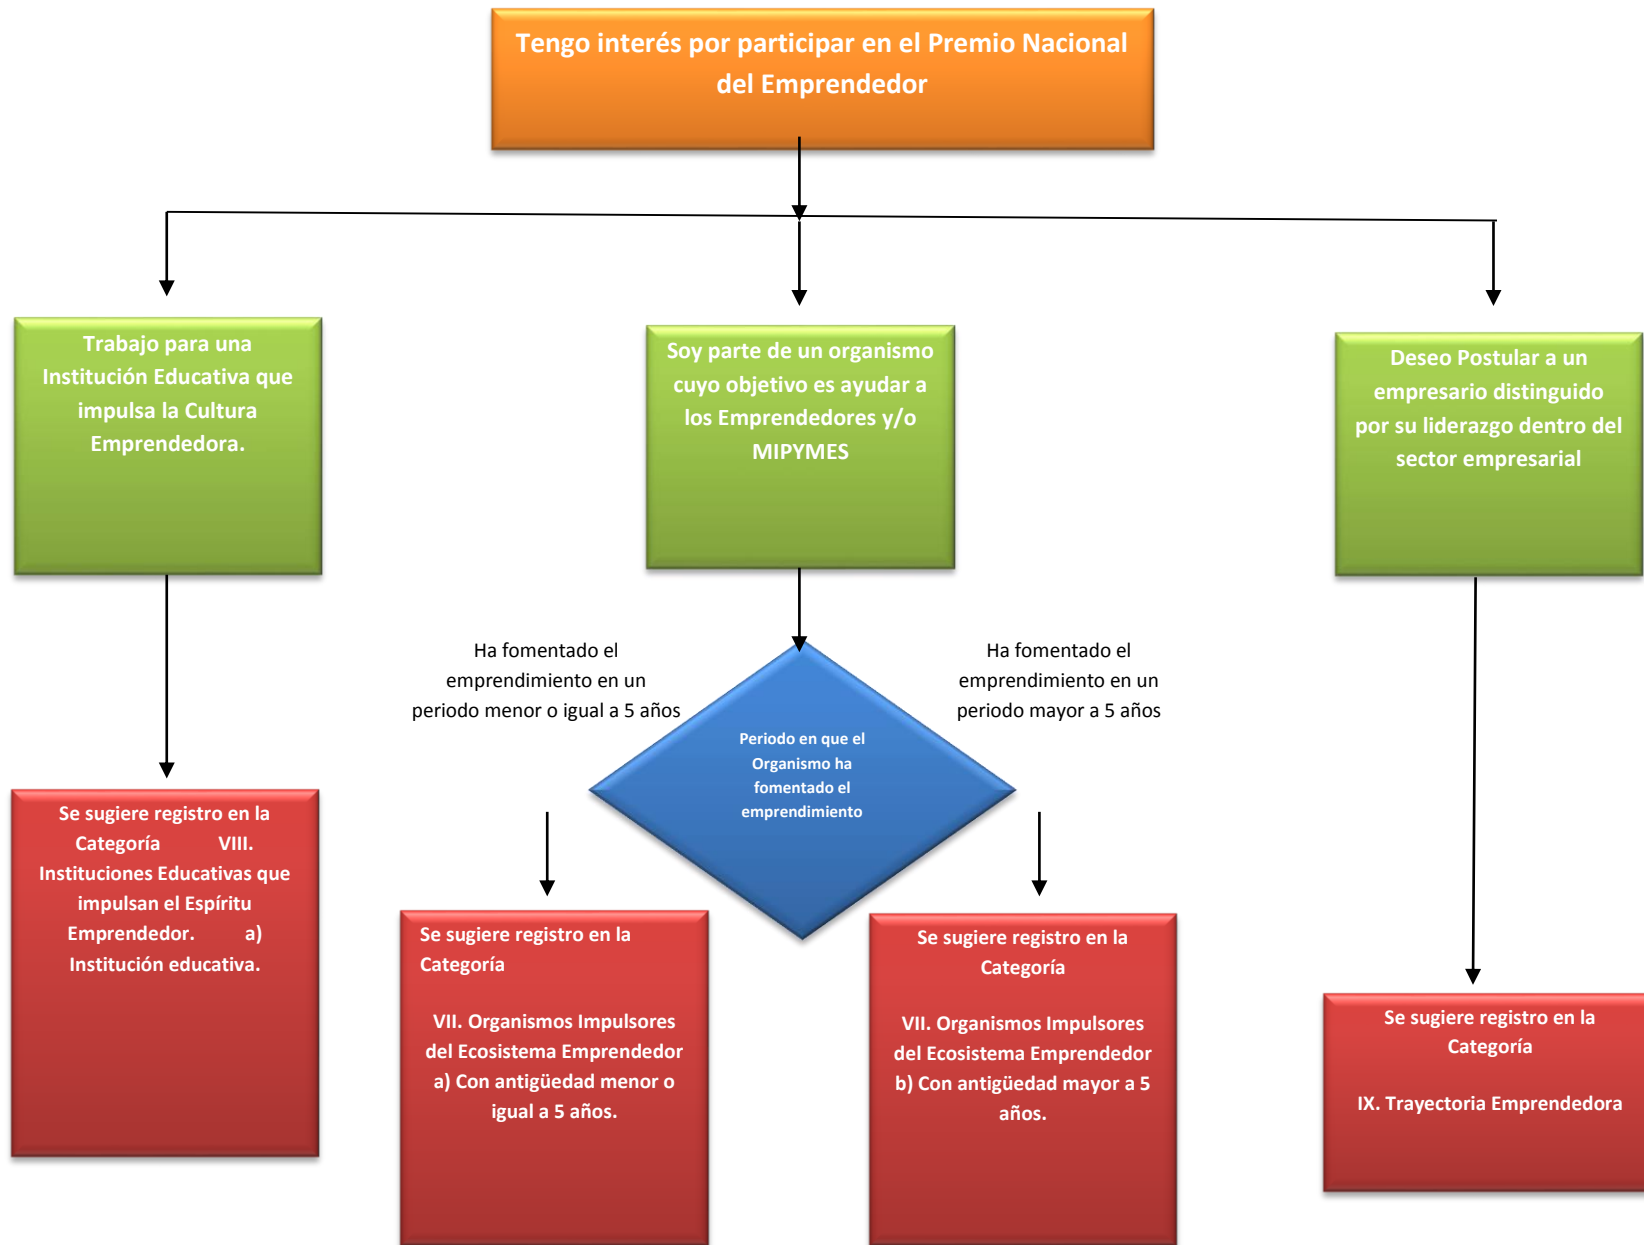 Tengo interés por participar en el Premio Nacional
del Emprendedor
Trabajo para una
Institución Educativa que
impulsa la Cultura
Emprendedora.
Soy parte de un organismo
cuyo objetivo es ayudar a
los Emprendedores y/o
MIPYMES
Deseo Postular a un
empresario distinguido
por su liderazgo dentro del
sector empresarial
Ha fomentado el
emprendimiento en un
periodo menor o igual a 5 años
Ha fomentado el
emprendimiento en un
periodo mayor a 5 años
Periodo en que el
Organismo ha
fomentado el
emprendimiento
Se sugiere registro en la
Categoría VIII.
Instituciones Educativas que
impulsan el Espíritu
Emprendedor. a)
Institución educativa.
Se sugiere registro en la
Categoría
VII. Organismos Impulsores
del Ecosistema Emprendedor
a) Con antigüedad menor o
igual a 5 años.
Se sugiere registro en la
Categoría
VII. Organismos Impulsores
del Ecosistema Emprendedor
b) Con antigüedad mayor a 5
años.
Se sugiere registro en la
Categoría
IX. Trayectoria Emprendedora